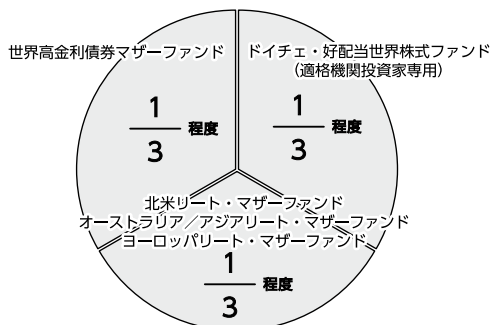 世界高金利債券マザーファンド
ドイチェ・好配当世界株式ファンド
（適格機関投資家専用）
1
3
程度
1
3
程度
北米リート・マザーファンド
オーストラリア／アジアリート・マザーファンド
ヨーロッパリート・マザーファンド
1
3
程度